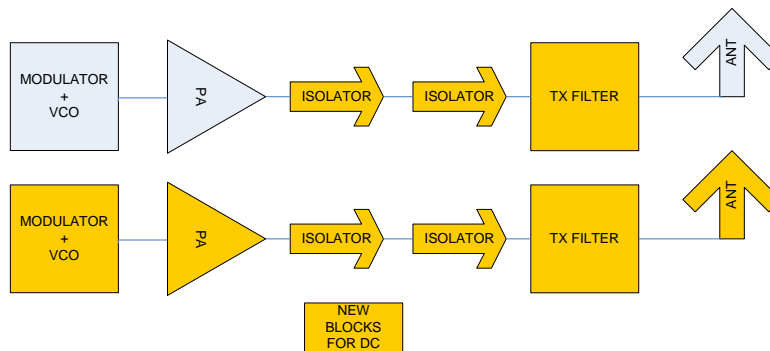 MODULATOR
+
VCO
PA
ISOLATOR
ISOLATOR
TX FILTER
ANT
MODULATOR
+
VCO
PA
ISOLATOR
ISOLATOR
TX FILTER
ANT
NEW
BLOCKS
FOR DC